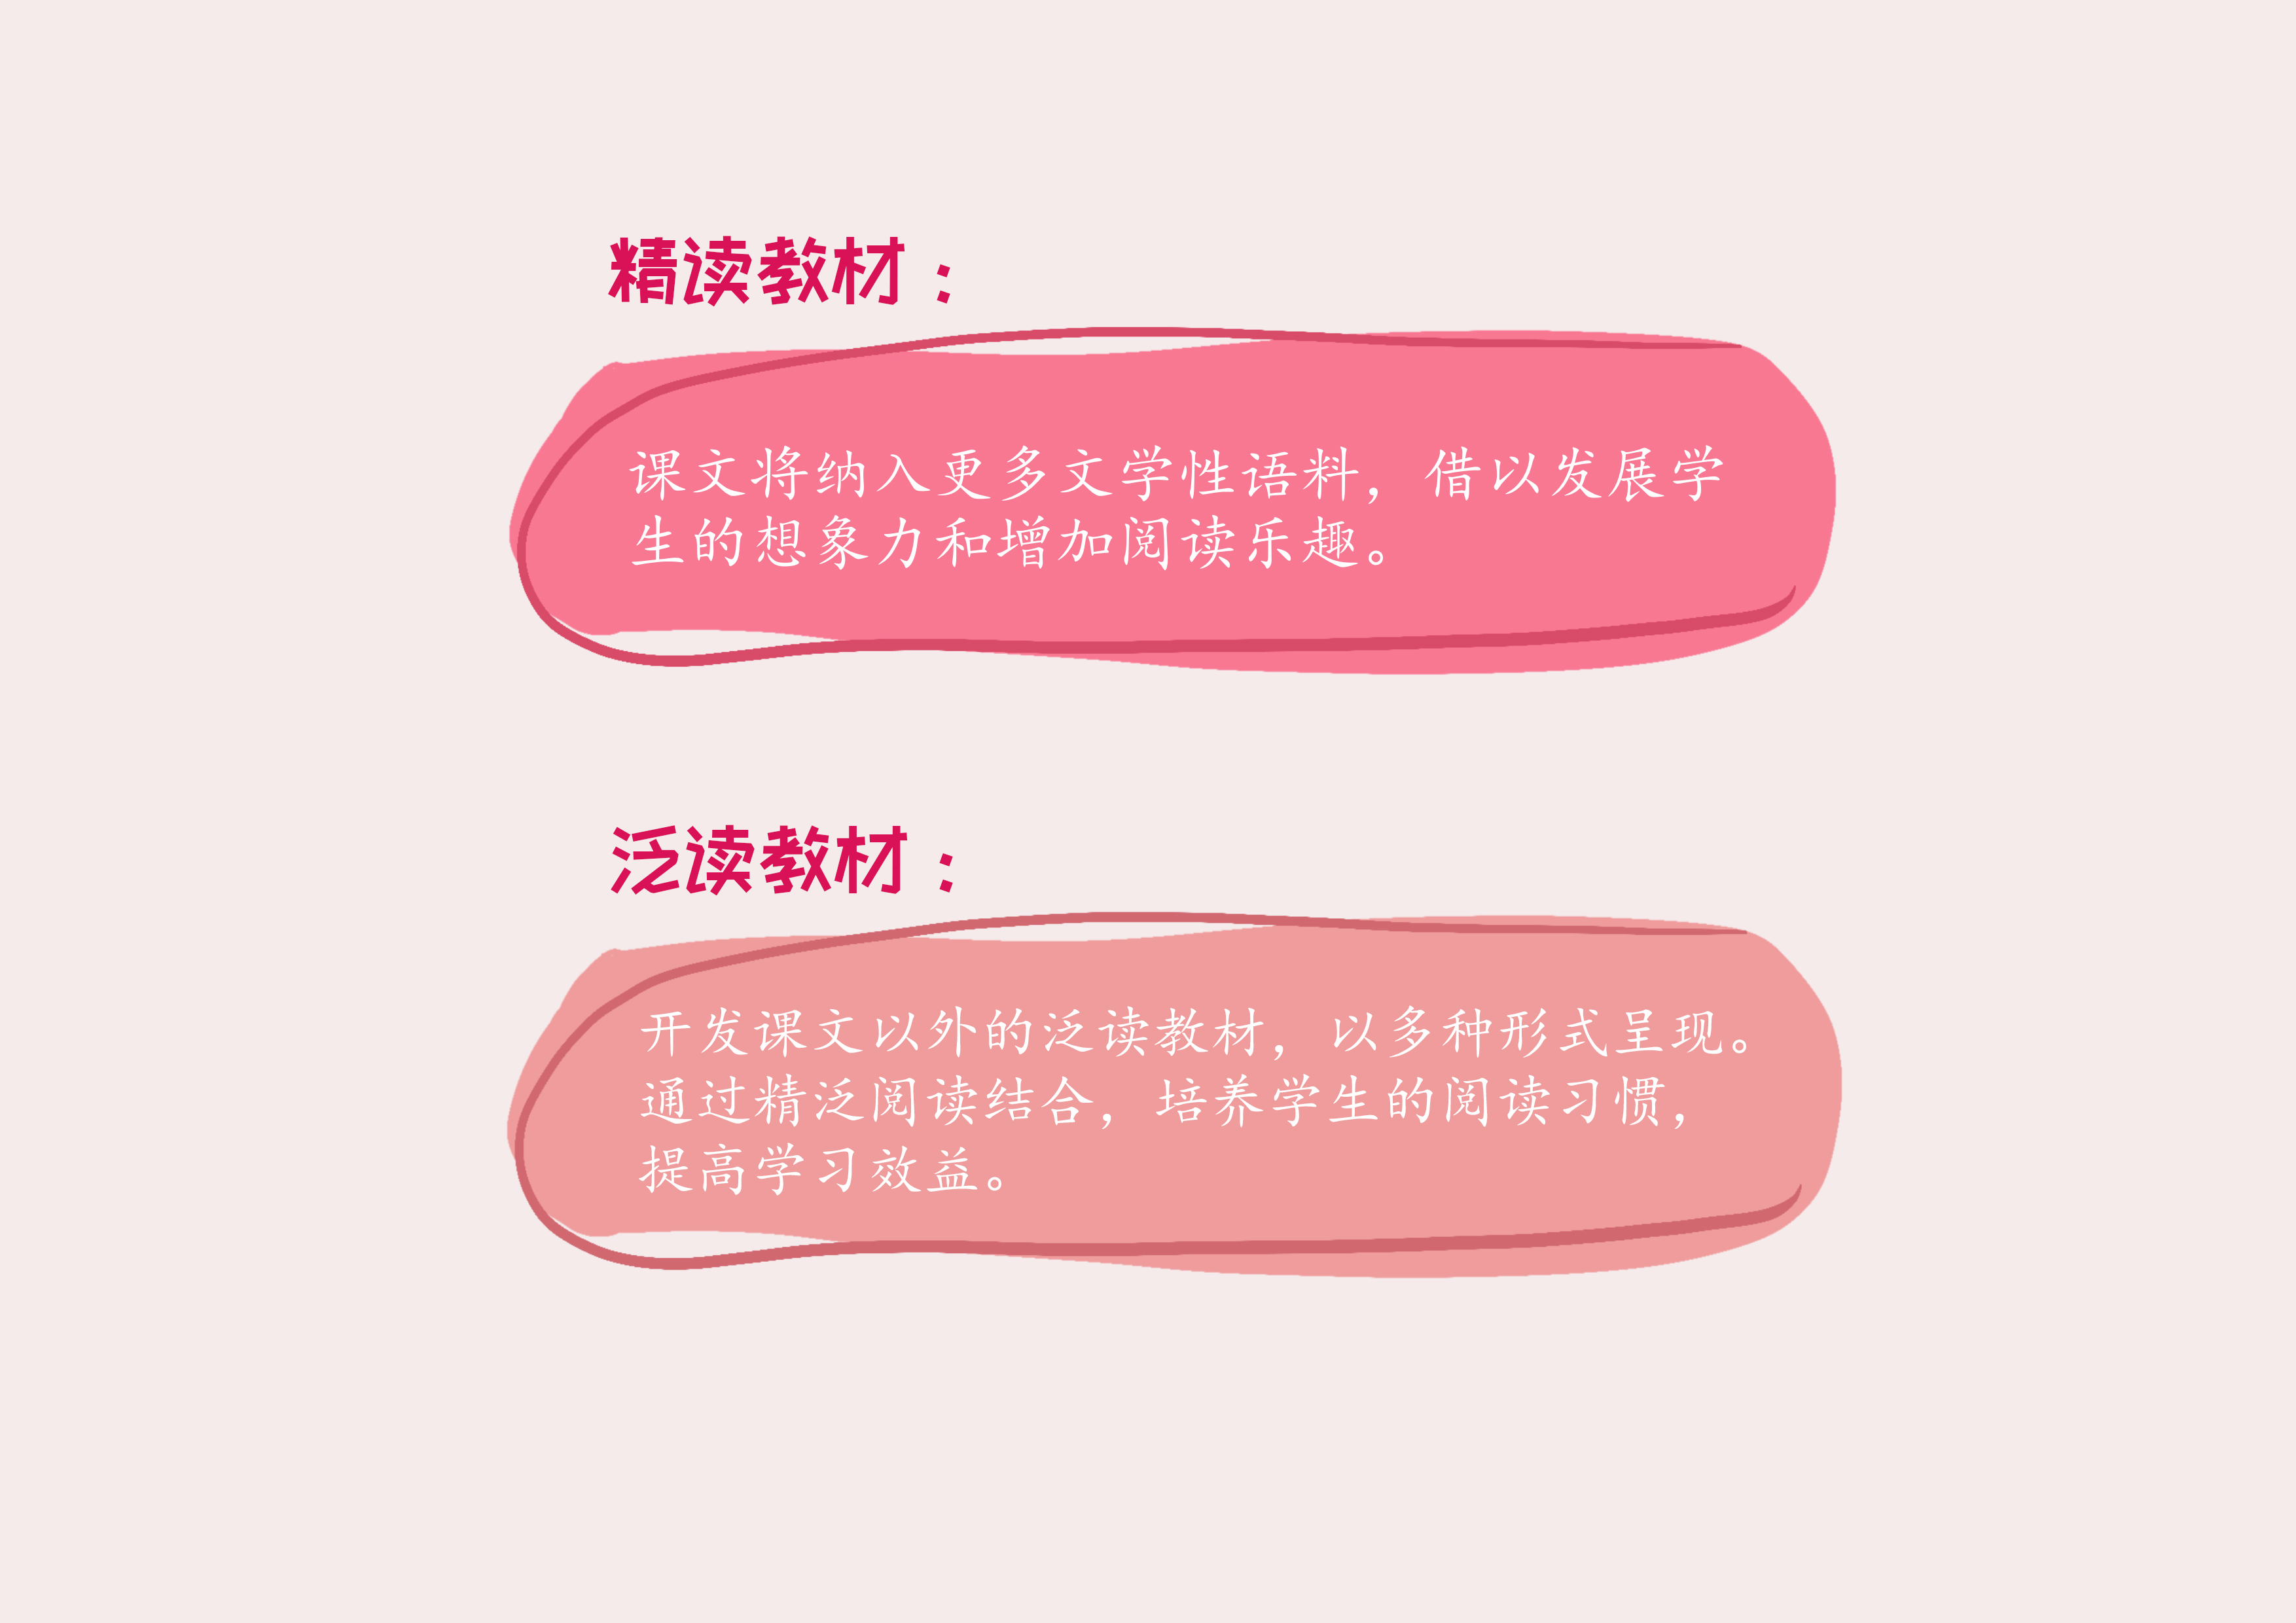 精读教材：
课文将纳入更多文学性语料，借以发展学
生的想象力和增加阅读乐趣。
泛读教材：
开发课文以外的泛读教材，以多种形式呈现。
通过精泛阅读结合，培养学生的阅读习惯，
提高学习效益。